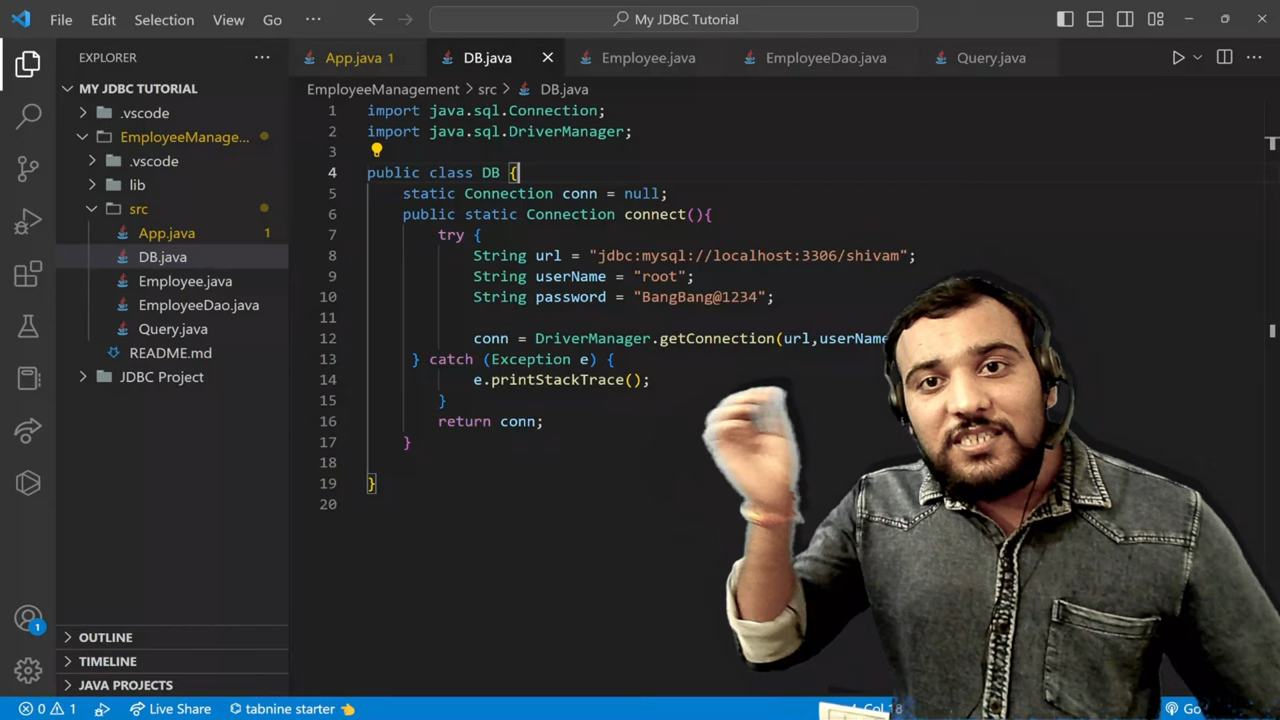 File Edit Selection View Go ··· My JDBC Tutorial
EXPLORER ···
App.java 1 DB.java Employee.java EmployeeDao.java Query.java
MY JDBC TUTORIAL
.vscode
EmployeeManage...
.vscode
lib
src
App.java 1
DB.java
Employee.java
EmployeeDao.java
Query.java
README.md
JDBC Project
OUTLINE
TIMELINE
JAVA PROJECTS
EmployeeManagement > src > DB.java
1 import java.sql.Connection;
2 import java.sql.DriverManager;
3
4 public class DB {
5 static Connection conn = null;
6 public static Connection connect(){
7 try {
8 String url = "jdbc:mysql://localhost:3306/shivam";
9 String userName = "root";
10 String password = "BangBang@1234";
11
12 conn = DriverManager.getConnection(url,userName
13 } catch (Exception e) {
14 e.printStackTrace();
15 }
16 return conn;
17 }
18
19 }
20
1
0 1 Live Share tabnine starter Col 18 Go